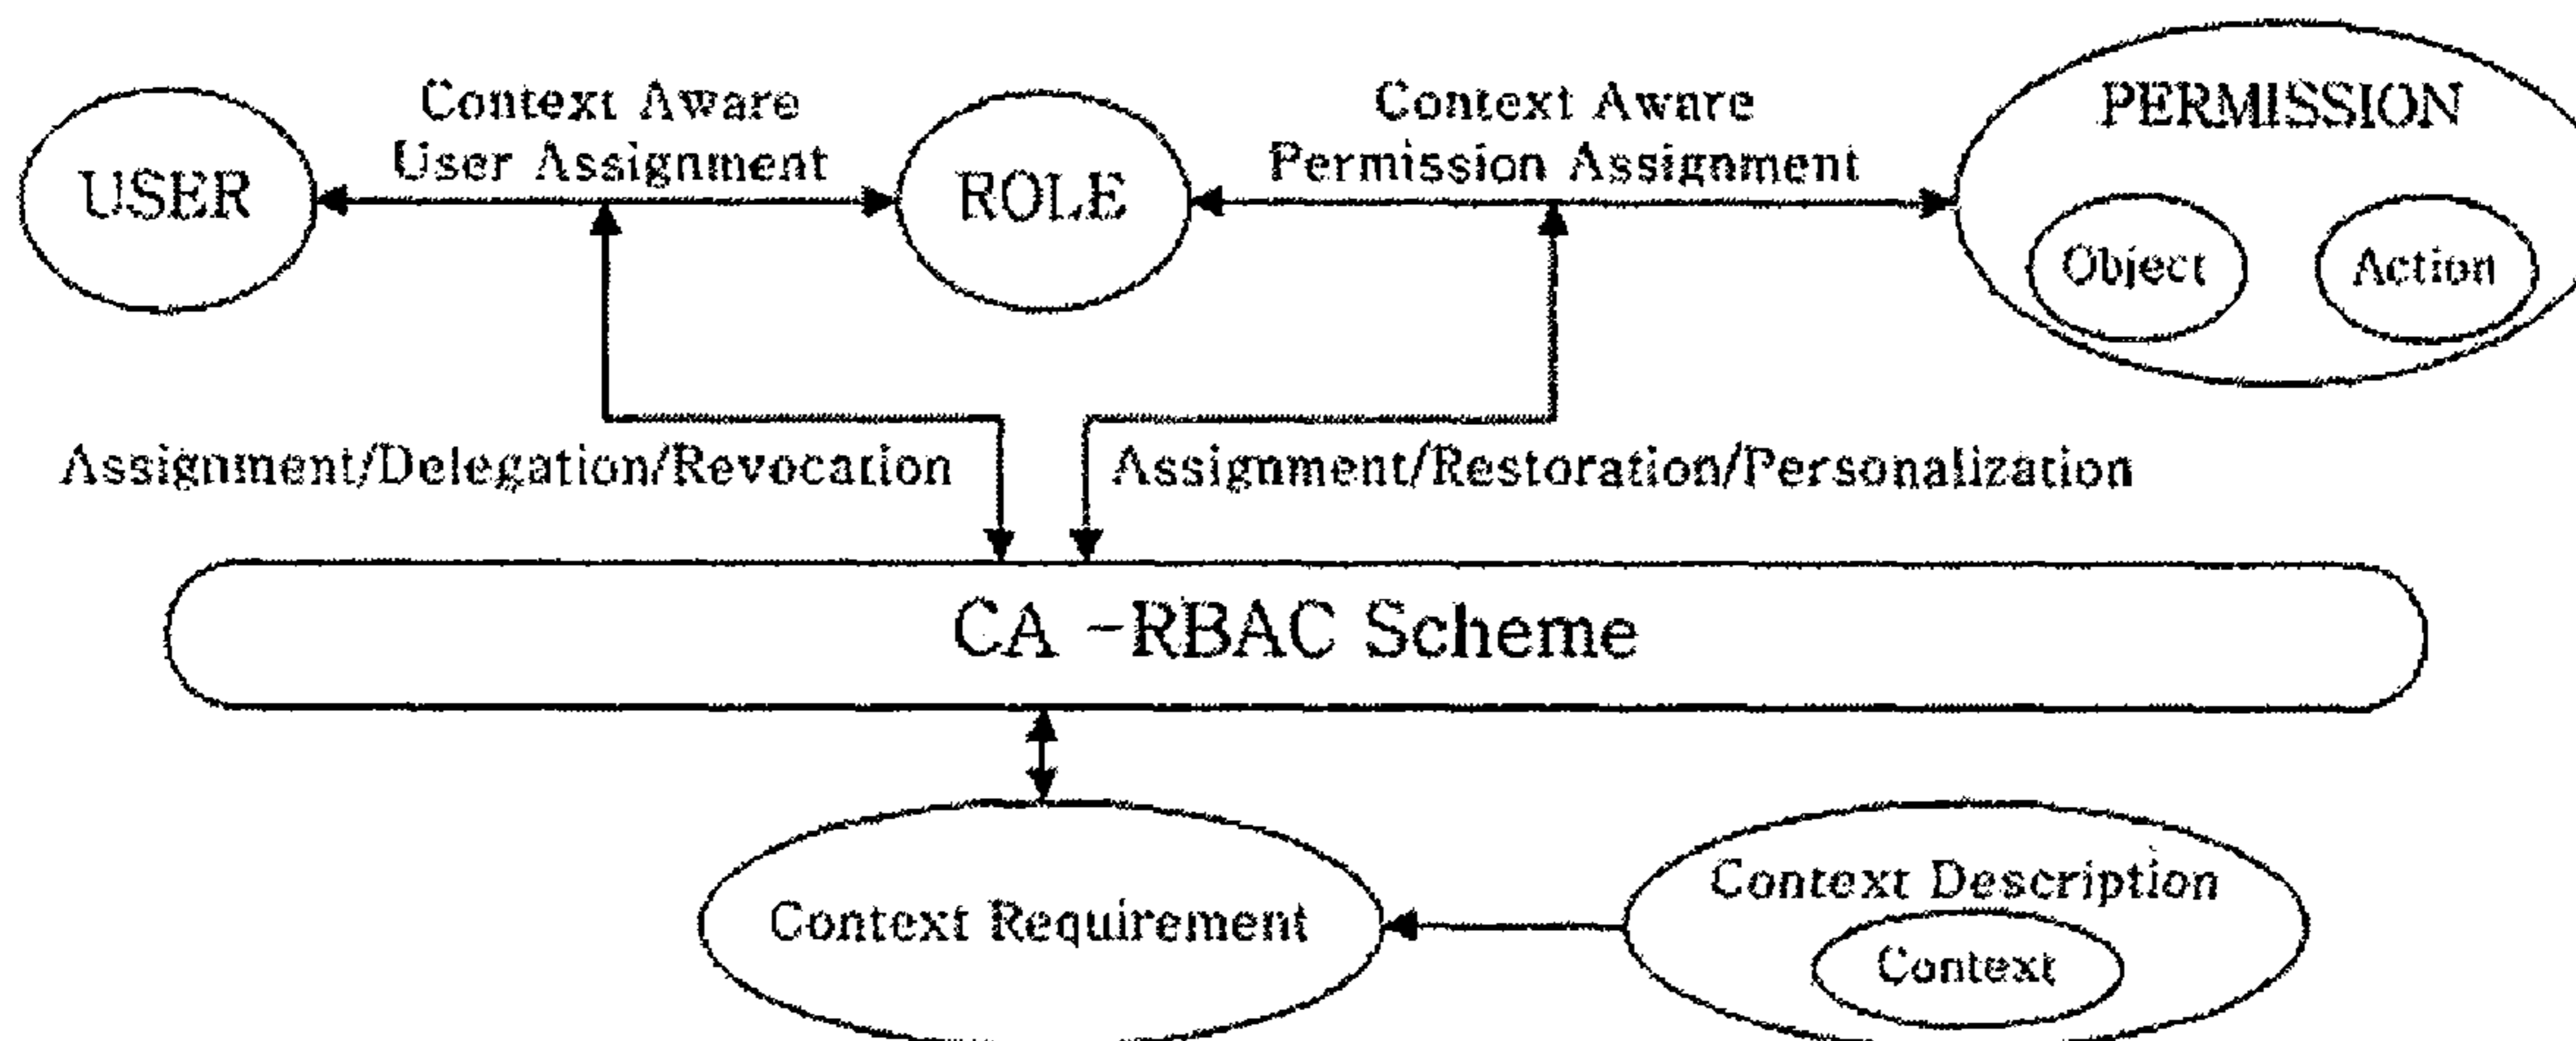 Context Aware
User Assignment
Context Aware
Permission Assignment
PERMISSION
USER
ROLE
Object
Action
Assignment/Delegation/Revocation
Assignment/Restoration/Personalization
CA -RBAC Scheme
Context Requirement
Context Description
Context